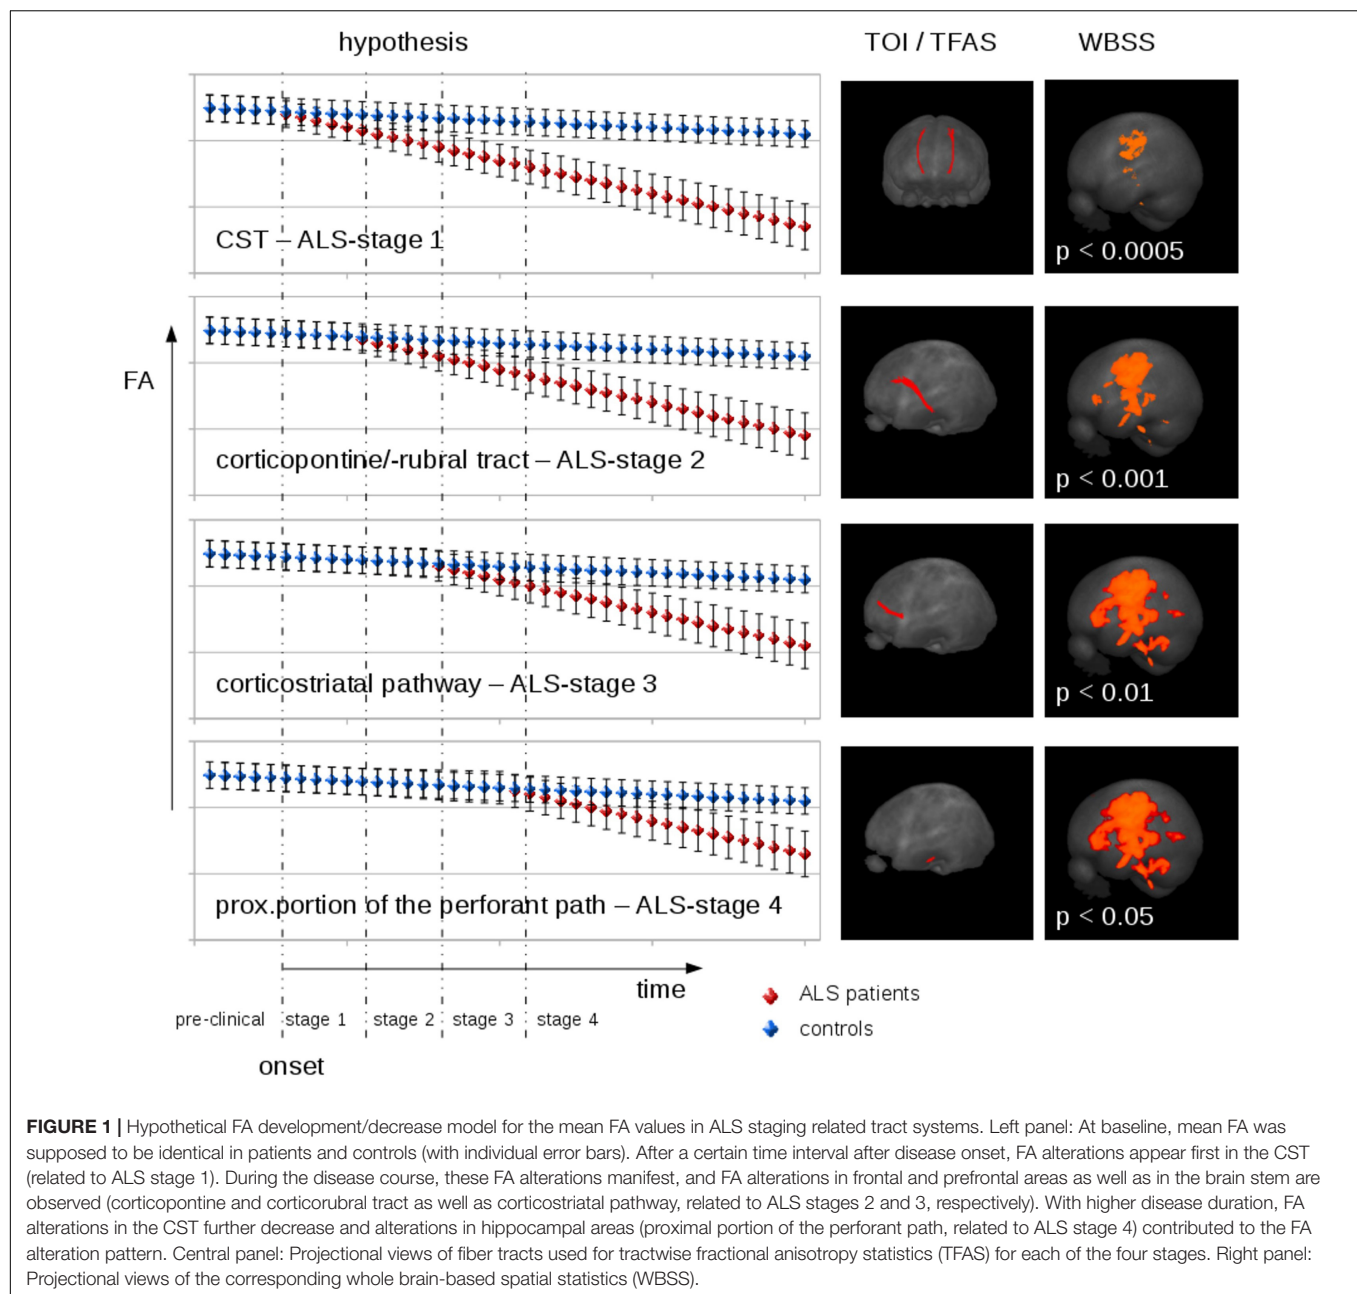 hypothesis
TOI / TFAS
WBSS
CST – ALS-stage 1
p < 0.0005
FA
corticopontine/-rubral tract – ALS-stage 2
p < 0.001
corticostriatal pathway – ALS-stage 3
p < 0.01
prox.portion of the perforant path – ALS-stage 4
p < 0.05
time
pre-clinical stage 1 stage 2 stage 3 stage 4
onset
ALS patients
controls
FIGURE 1 | Hypothetical FA development/decrease model for the mean FA values in ALS staging related tract systems. Left panel: At baseline, mean FA was
supposed to be identical in patients and controls (with individual error bars). After a certain time interval after disease onset, FA alterations appear first in the CST
(related to ALS stage 1). During the disease course, these FA alterations manifest, and FA alterations in frontal and prefrontal areas as well as in the brain stem are
observed (corticopontine and corticorubral tract as well as corticostriatal pathway, related to ALS stages 2 and 3, respectively). With higher disease duration, FA
alterations in the CST further decrease and alterations in hippocampal areas (proximal portion of the perforant path, related to ALS stage 4) contributed to the FA
alteration pattern. Central panel: Projectional views of fiber tracts used for tractwise fractional anisotropy statistics (TFAS) for each of the four stages. Right panel:
Projectional views of the corresponding whole brain-based spatial statistics (WBSS).